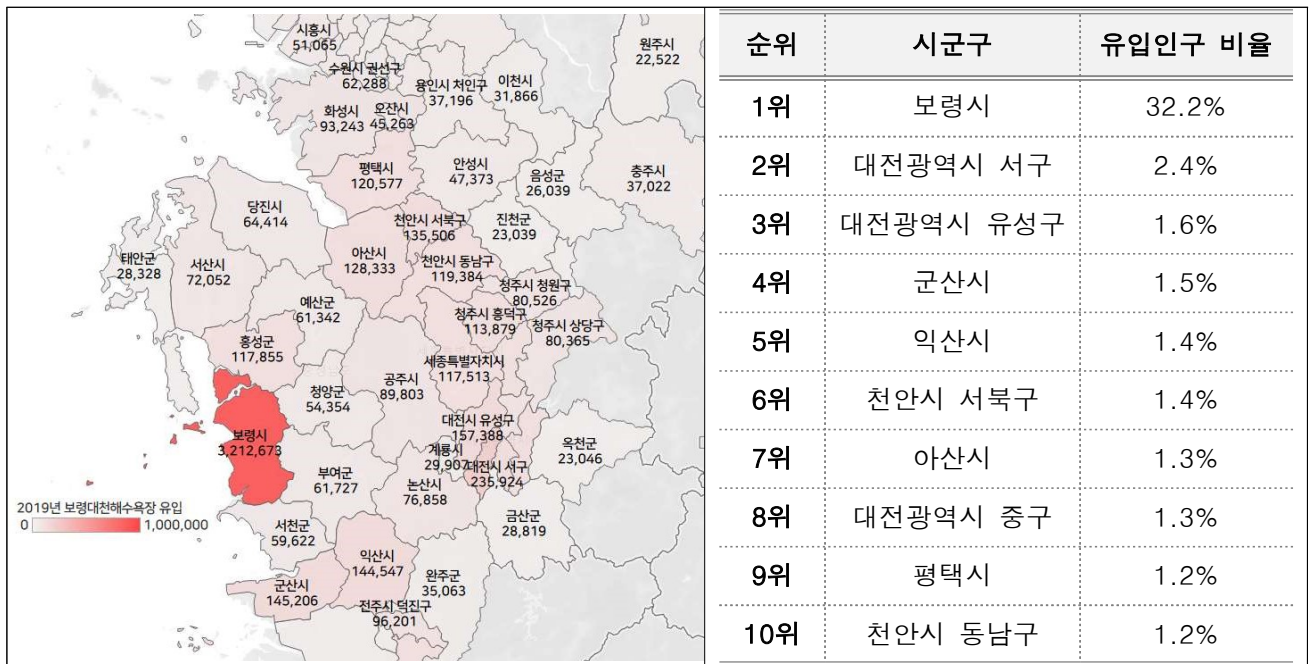 시흥시
51,065
원주시
22,522
수원시 권선구
62,288
용인시 처인구
37,196
이천시
31,866
화성시
93,243
오산시
45,263
평택시
120,577
안성시
47,373
음성군
26,039
충주시
37,022
당진시
64,414
천안시 서북구
135,506
진천군
23,039
태안군
28,328
서산시
72,052
아산시
128,333
천안시 동남구
119,384
청주시 청원구
80,526
예산군
61,342
청주시 흥덕구
113,879
청주시 상당구
80,365
홍성군
117,855
세종특별자치시
117,513
청양군
54,354
공주시
89,803
대전시 유성구
157,388
보령시
3,212,673
계룡시
29,907
대전시 서구
235,924
옥천군
23,046
부여군
61,727
논산시
76,858
금산군
28,819
2019년 보령대천해수욕장 유입
0 1,000,000
서천군
59,622
익산시
144,547
완주군
35,063
군산시
145,206
전주시 덕진구
96,201
순위 시군구 유입인구 비율
1위 보령시 32.2%
2위 대전광역시 서구 2.4%
3위 대전광역시 유성구 1.6%
4위 군산시 1.5%
5위 익산시 1.4%
6위 천안시 서북구 1.4%
7위 아산시 1.3%
8위 대전광역시 중구 1.3%
9위 평택시 1.2%
10위 천안시 동남구 1.2%